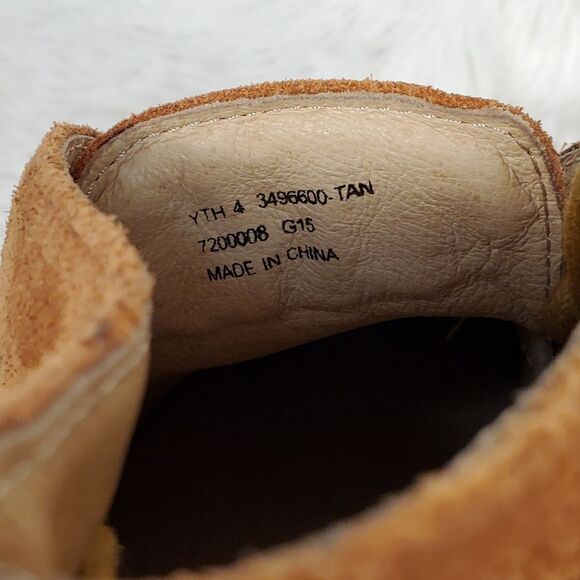 YTH 4 3496600-TAN
7200008 G15
MADE IN CHINA